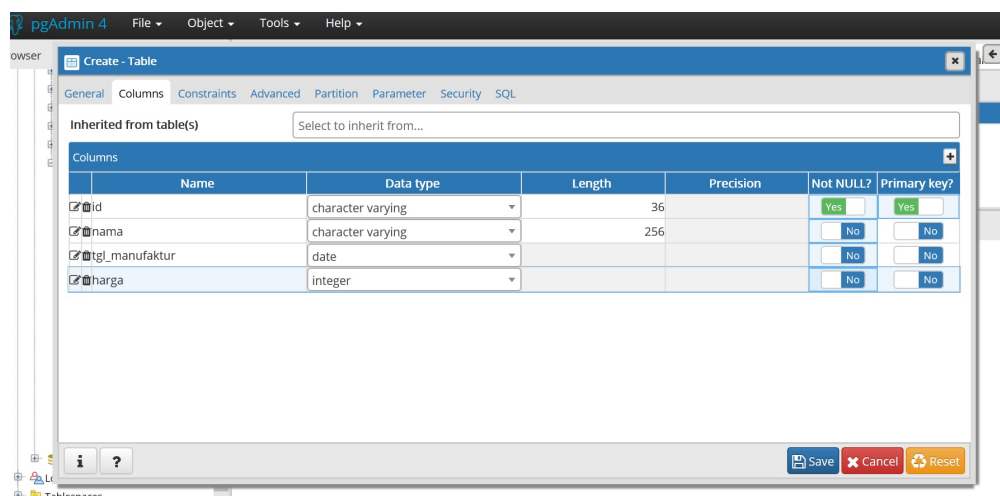 pgAdmin 4 File Object Tools Help
owser
Create - Table
General Columns Constraints Advanced Partition Parameter Security SQL
Inherited from table(s) Select to inherit from...
Columns
Name Data type Length Precision Not NULL? Primary key?
id character varying 36 Yes Yes
nama character varying 256 No No
tgl_manufaktur date No No
harga integer No No
i ? Save Cancel Reset
Lo
Tablespaces